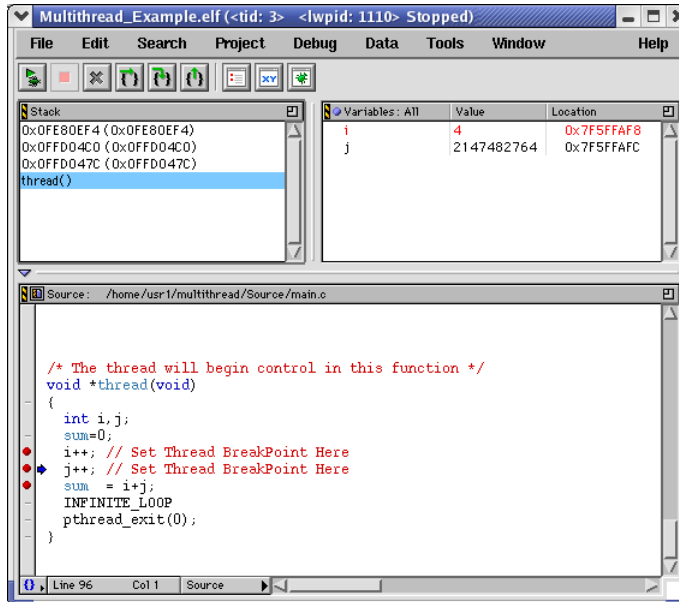 Multithread_Example.elf (<tid: 3> <lwpid: 1110> Stopped)
File Edit Search Project Debug Data Tools Window Help
XY
Stack
0x0FE80EF4 (0x0FE80EF4)
0x0FFD04C0 (0x0FFD04C0)
0x0FFD047C (0x0FFD047C)
thread()
Variables: All Value Location
i 4 0x7F5FFAF8
j 2147482764 0x7F5FFAFC
Source: /home/usr1/multithread/Source/main.c
/* The thread will begin control in this function */
void *thread(void)
{
int i,j;
sum=0;
i++; // Set Thread BreakPoint Here
j++; // Set Thread BreakPoint Here
sum = i+j;
INFINITE_LOOP
pthread_exit(0);
}
{} Line 96 Col 1 Source